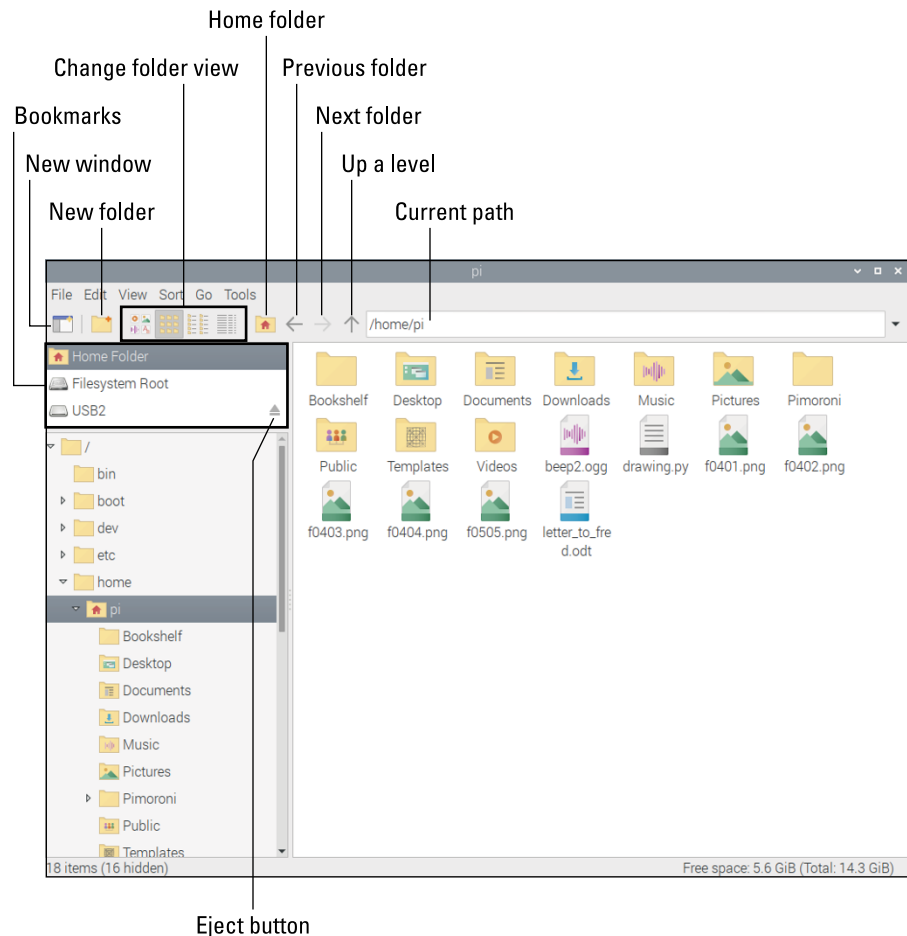 Home folder
Change folder view
Previous folder
Bookmarks
Next folder
New window
Up a level
New folder
Current path
pi
File Edit View Sort Go Tools
/home/pi
Home Folder
Filesystem Root
USB2
/
bin
boot
dev
etc
home
pi
Bookshelf
Desktop
Documents
Downloads
Music
Pictures
Pimoroni
Public
Templates
Bookshelf Desktop Documents Downloads Music Pictures Pimoroni
Public Templates Videos beep2.ogg drawing.py f0401.png f0402.png
f0403.png f0404.png f0505.png letter_to_fre
d.odt
18 items (16 hidden)
Free space: 5.6 GiB (Total: 14.3 GiB)
Eject button